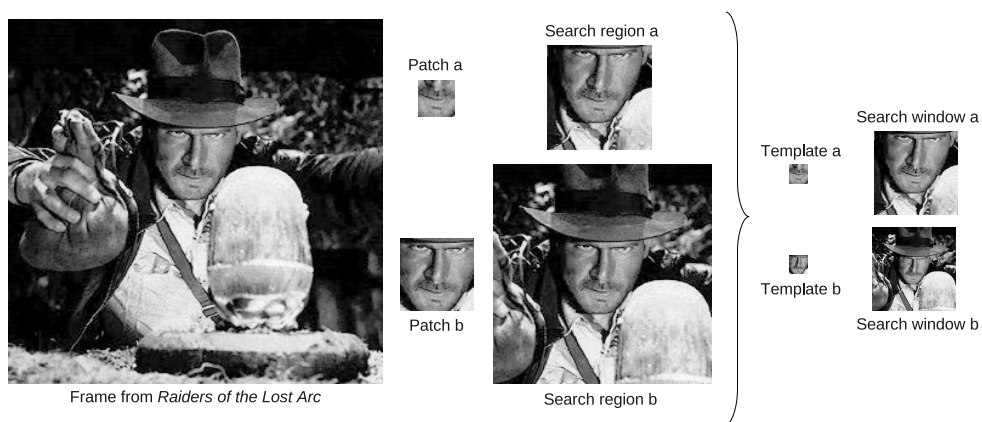 Frame from Raiders of the Lost Arc
Patch a
Patch b
Search region a
Search region b
Template a
Template b
Search window a
Search window b